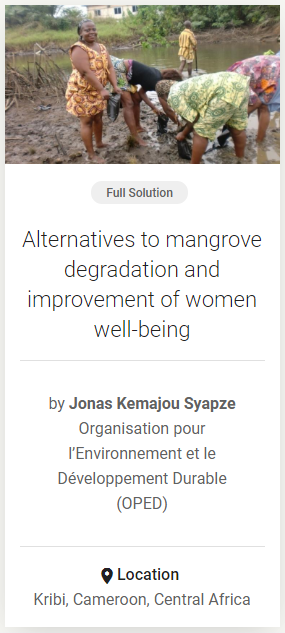 Full Solution
Alternatives to mangrove
degradation and
improvement of women
well-being
by Jonas Kemajou Syapze
Organisation pour
l’Environnement et le
Développement Durable
(OPED)
Location
Kribi, Cameroon, Central Africa